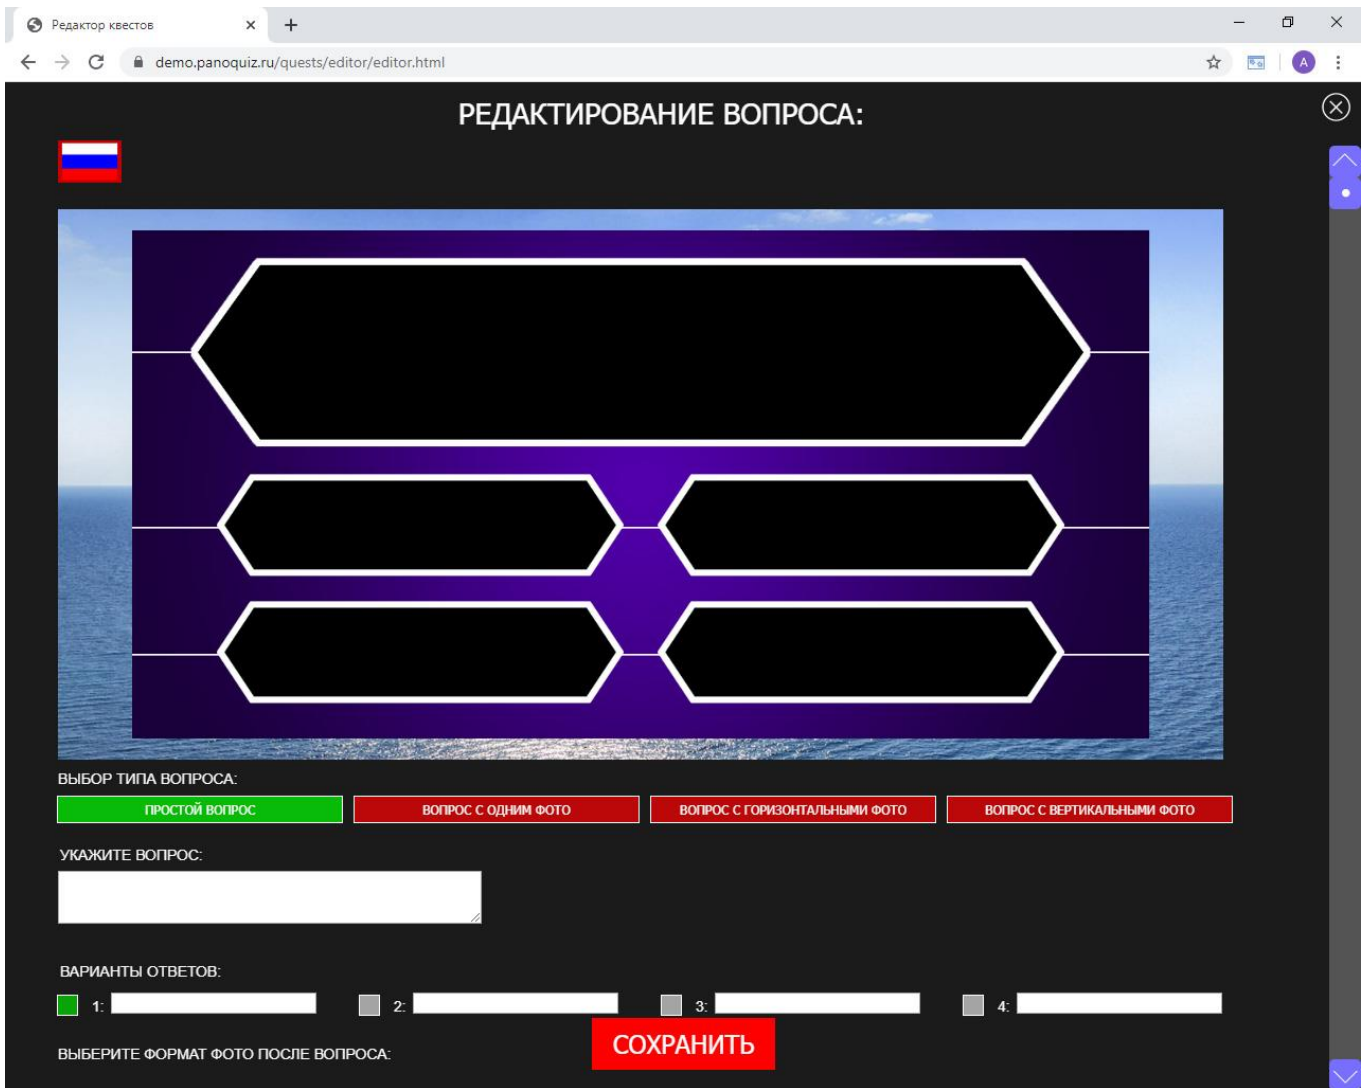 Редактор квестов
demo.panoquiz.ru/quests/editor/editor.html
A
РЕДАКТИРОВАНИЕ ВОПРОСА:
ВЫБОР ТИПА ВОПРОСА:
ПРОСТОЙ ВОПРОС
ВОПРОС С ОДНИМ ФОТО
ВОПРОС С ГОРИЗОНТАЛЬНЫМИ ФОТО
ВОПРОС С ВЕРТИКАЛЬНЫМИ ФОТО
УКАЖИТЕ ВОПРОС:
ВАРИАНТЫ ОТВЕТОВ:
1:
2:
3:
4:
СОХРАНИТЬ
ВЫБЕРИТЕ ФОРМАТ ФОТО ПОСЛЕ ВОПРОСА: